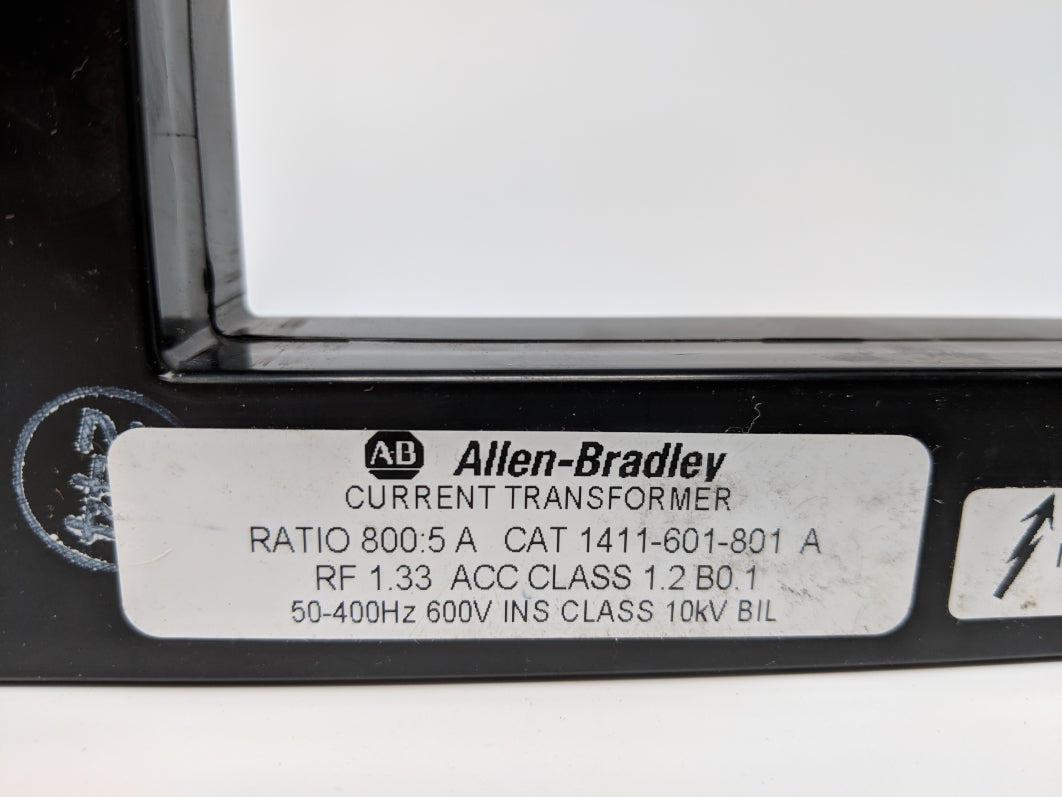 AB Allen-Bradley
CURRENT TRANSFORMER
RATIO 800:5 A CAT 1411-601-801 A
RF 1.33 ACC CLASS 1.2 B0.1
50-400Hz 600V INS CLASS 10kV BIL